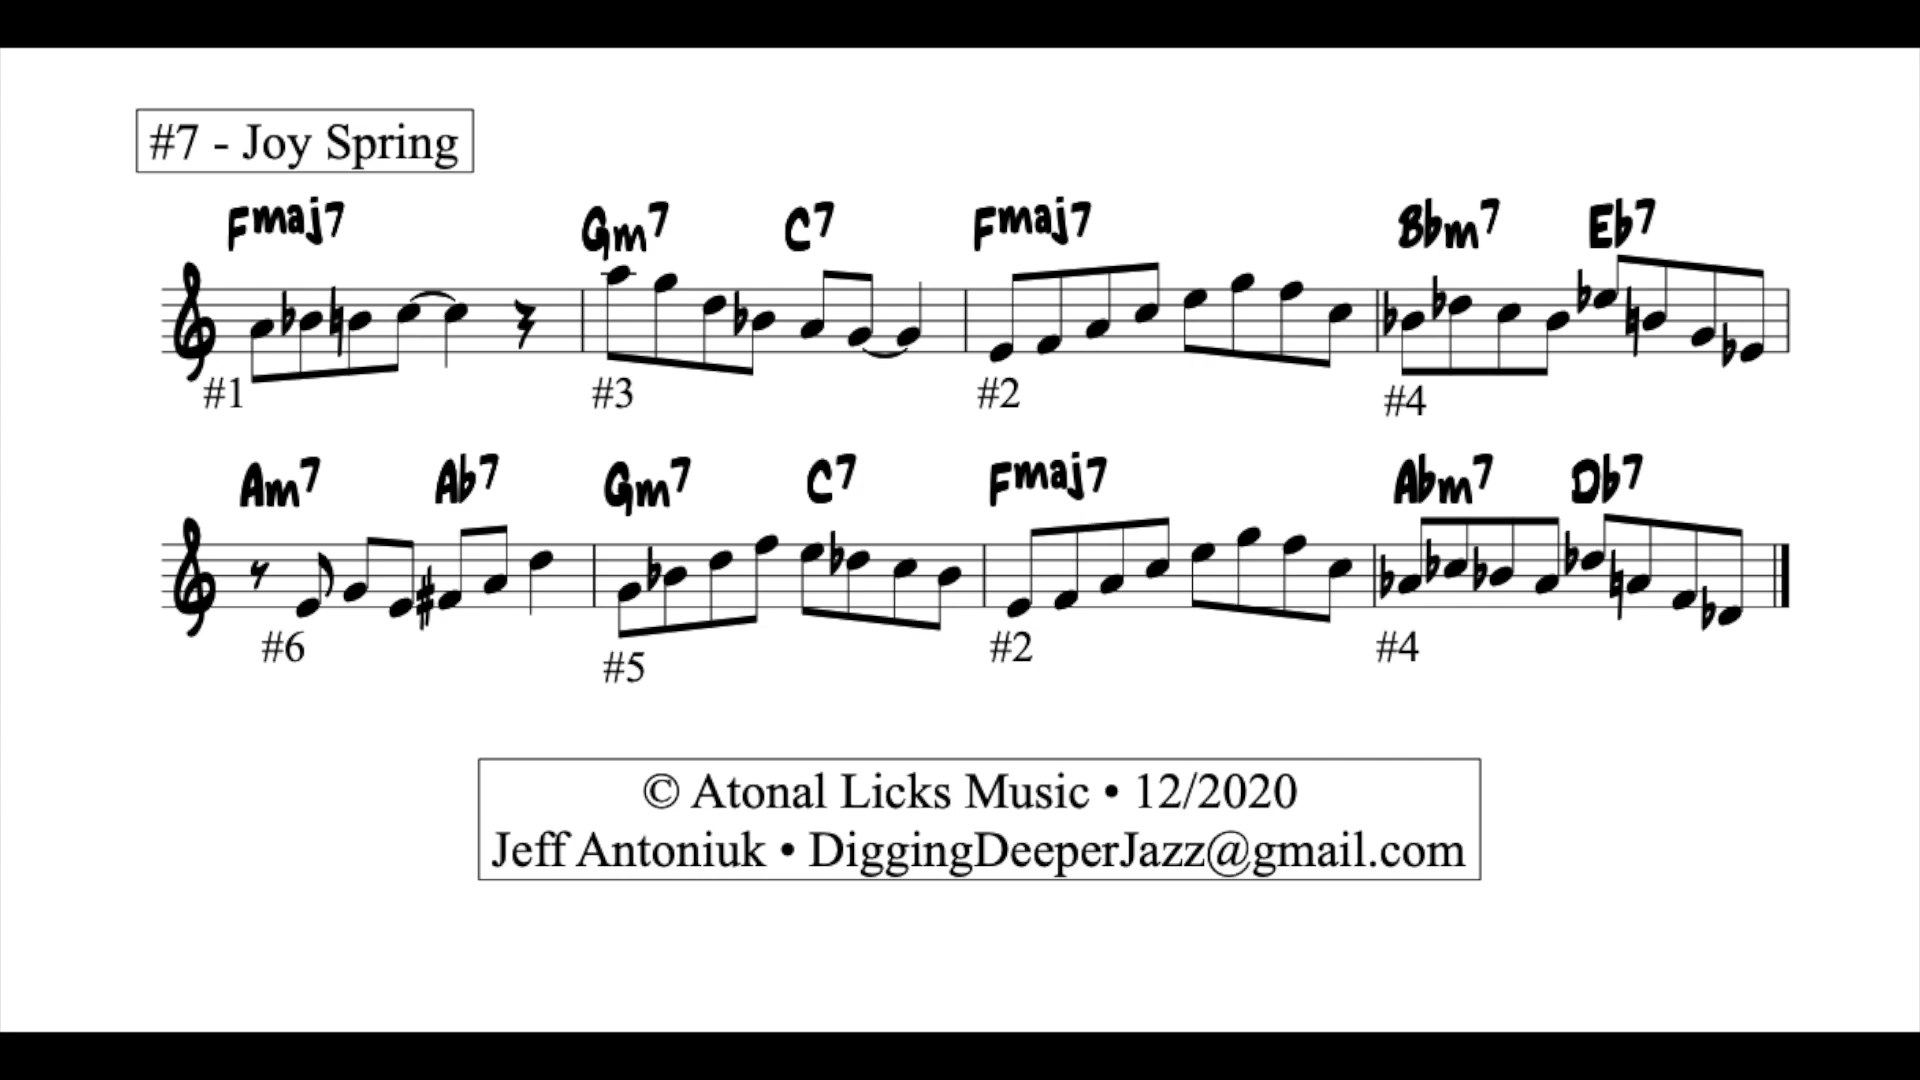 #7 - Joy Spring
Fmaj7 Gm7 C7 Fmaj7 Bbm7 Eb7
#1 #3 #2 #4
Am7 Ab7 Gm7 C7 Fmaj7 Abm7 Db7
#6 #5 #2 #4
© Atonal Licks Music • 12/2020
Jeff Antoniuk • DiggingDeeperJazz@gmail.com